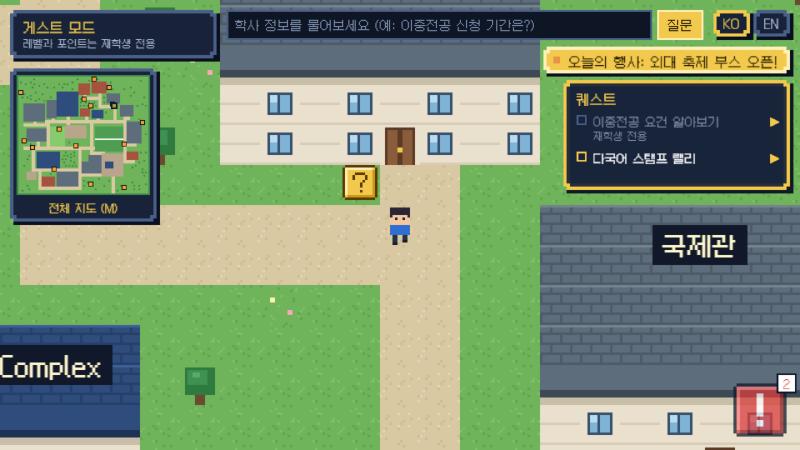 게스트 모드
레벨과 포인트는 재학생 전용
학사 정보를 물어보세요 (예: 이중전공 신청 기간은?)
질문
KO
EN
오늘의 행사: 외대 축제 부스 오픈!
퀘스트
이중전공 요건 알아보기
재학생 전용
다국어 스탬프 랠리
전체 지도 (M)
?
국제관
Complex
!
2